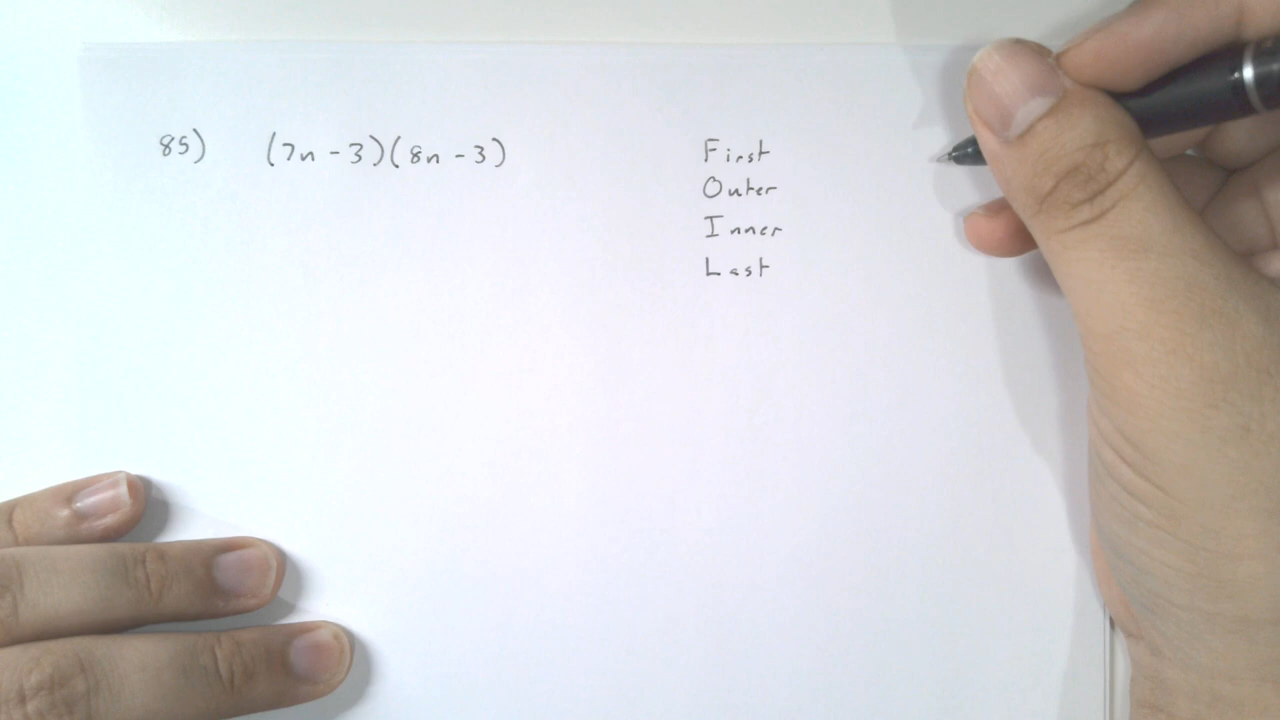 85) (7n - 3)(8n - 3)
First
Outer
Inner
Last